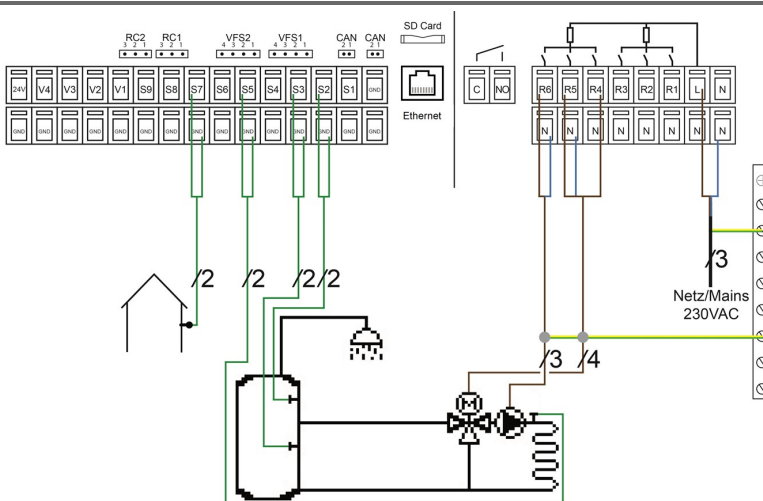 RC2 RC1 VFS2 VFS1 CAN CAN SD Card
3 2 1 3 2 1 4 3 2 1 4 3 2 1 2 1 2 1
24V V4 V3 V2 V1 S9 S8 S7 S6 S5 S4 S3 S2 S1 GND
GND GND GND GND GND GND GND GND GND GND GND GND GND GND GND
Ethernet
C NO
R6 R5 R4 R3 R2 R1 L N
N N N N N N N N
/2 /2 /2 /2
/3
Netz/Mains
230VAC
/3 /4
M